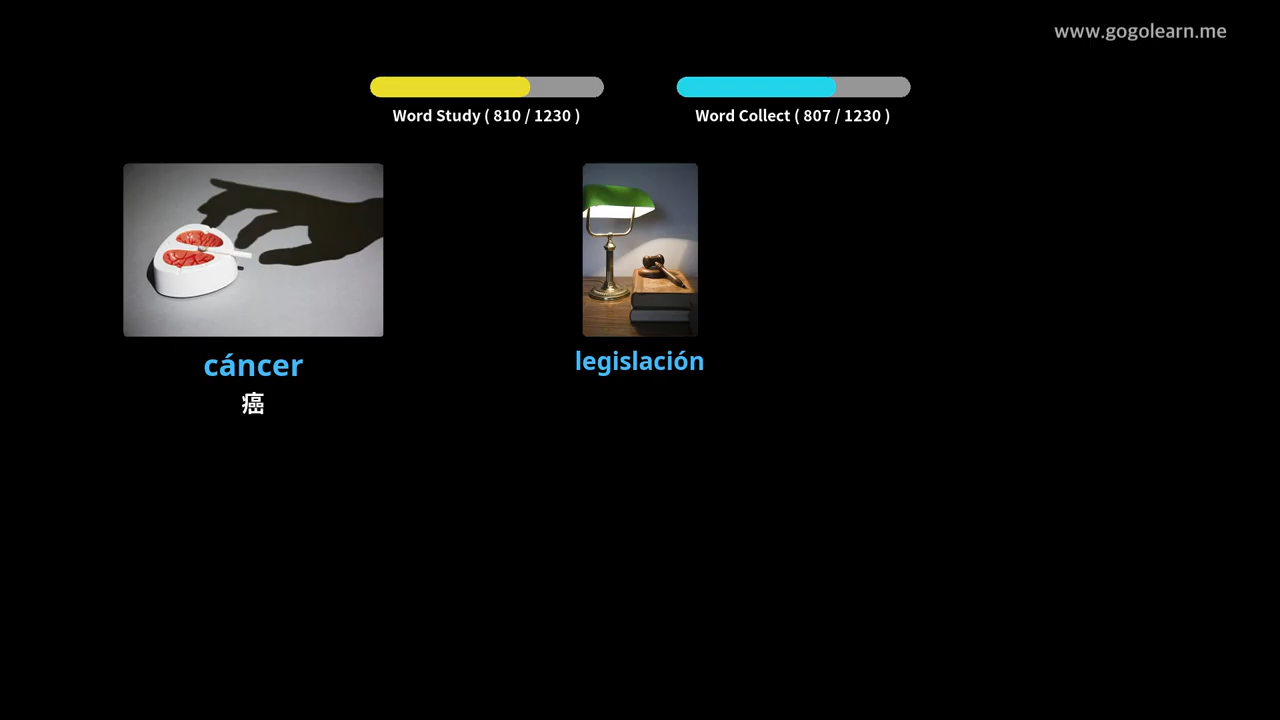 www.gogolearn.me
Word Study ( 810 / 1230 )
Word Collect ( 807 / 1230 )
cáncer
癌
legislación